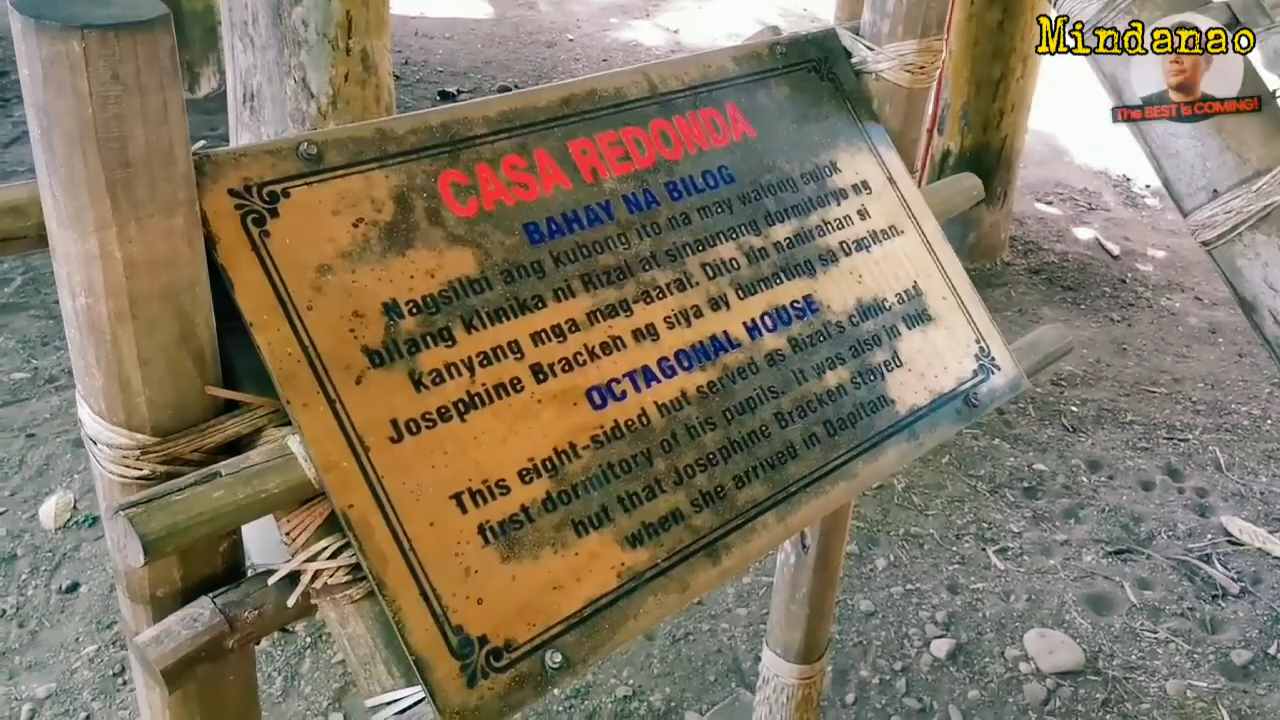 Mindanao
The BEST is COMING!
CASA REDONDA
BAHAY NA BILOG
Nagsilbi ang kubong ito na may walong sulok
bilang klinika ni Rizal at sinaunang dormitoryo ng
kanyang mga mag-aaral. Dito rin nanirahan si
Josephine Bracken ng siya ay dumating sa Dapitan.
OCTAGONAL HOUSE
This eight-sided hut served as Rizal's clinic and
first dormitory of his pupils. It was also in this
hut that Josephine Bracken stayed
when she arrived in Dapitan.